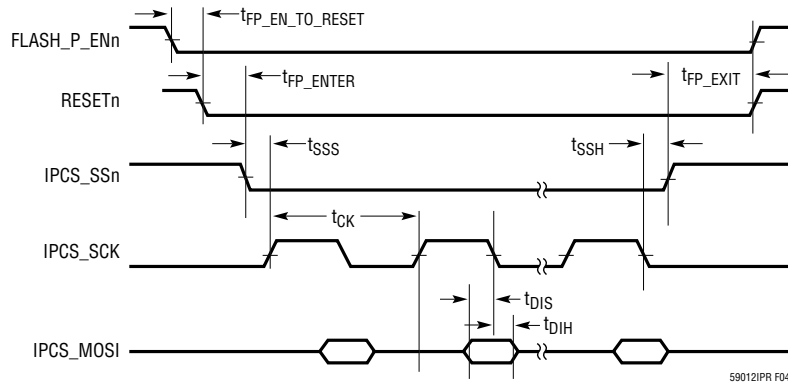 tFP_EN_TO_RESET
FLASH_P_ENn
tFP_ENTER
tFP_EXIT
RESETn
tSSS
tSSH
IPCS_SSn
tCK
IPCS_SCK
tDIS
tDIH
IPCS_MOSI
59012IPR F04